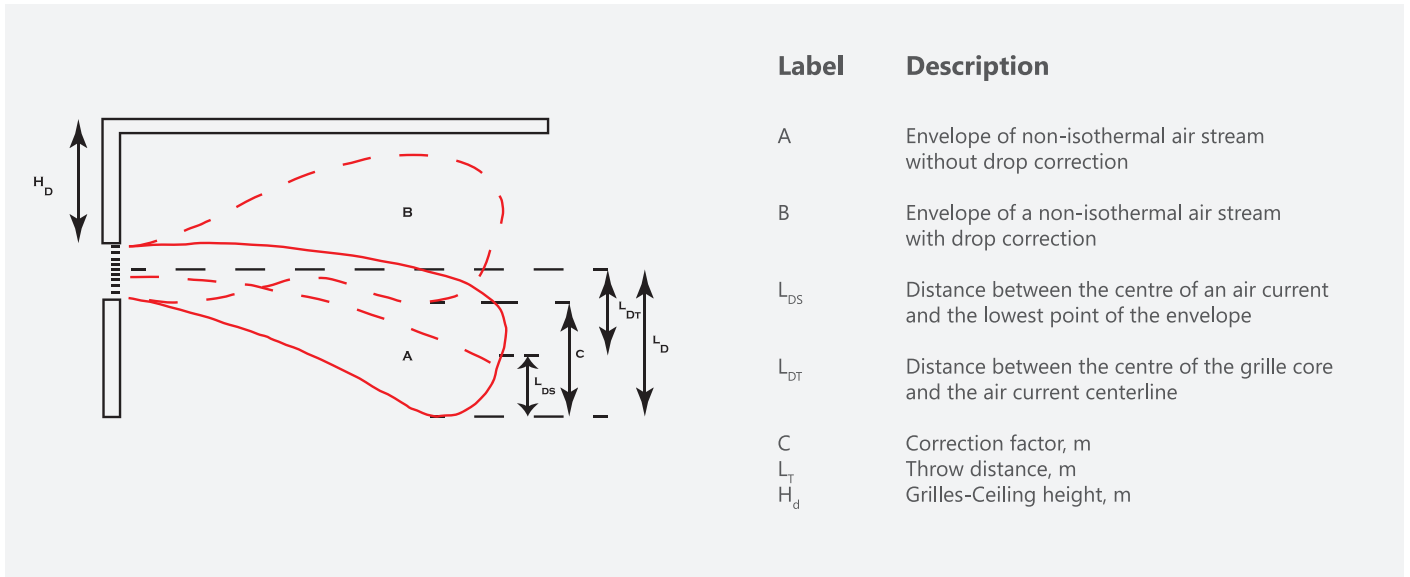 H D
B
A
L DT
L D
C
L DS
Label Description
A Envelope of non-isothermal air stream
without drop correction
B Envelope of a non-isothermal air stream
with drop correction
L DS Distance between the centre of an air current
and the lowest point of the envelope
L DT Distance between the centre of the grille core
and the air current centerline
C Correction factor, m
L T Throw distance, m
H d Grilles-Ceiling height, m